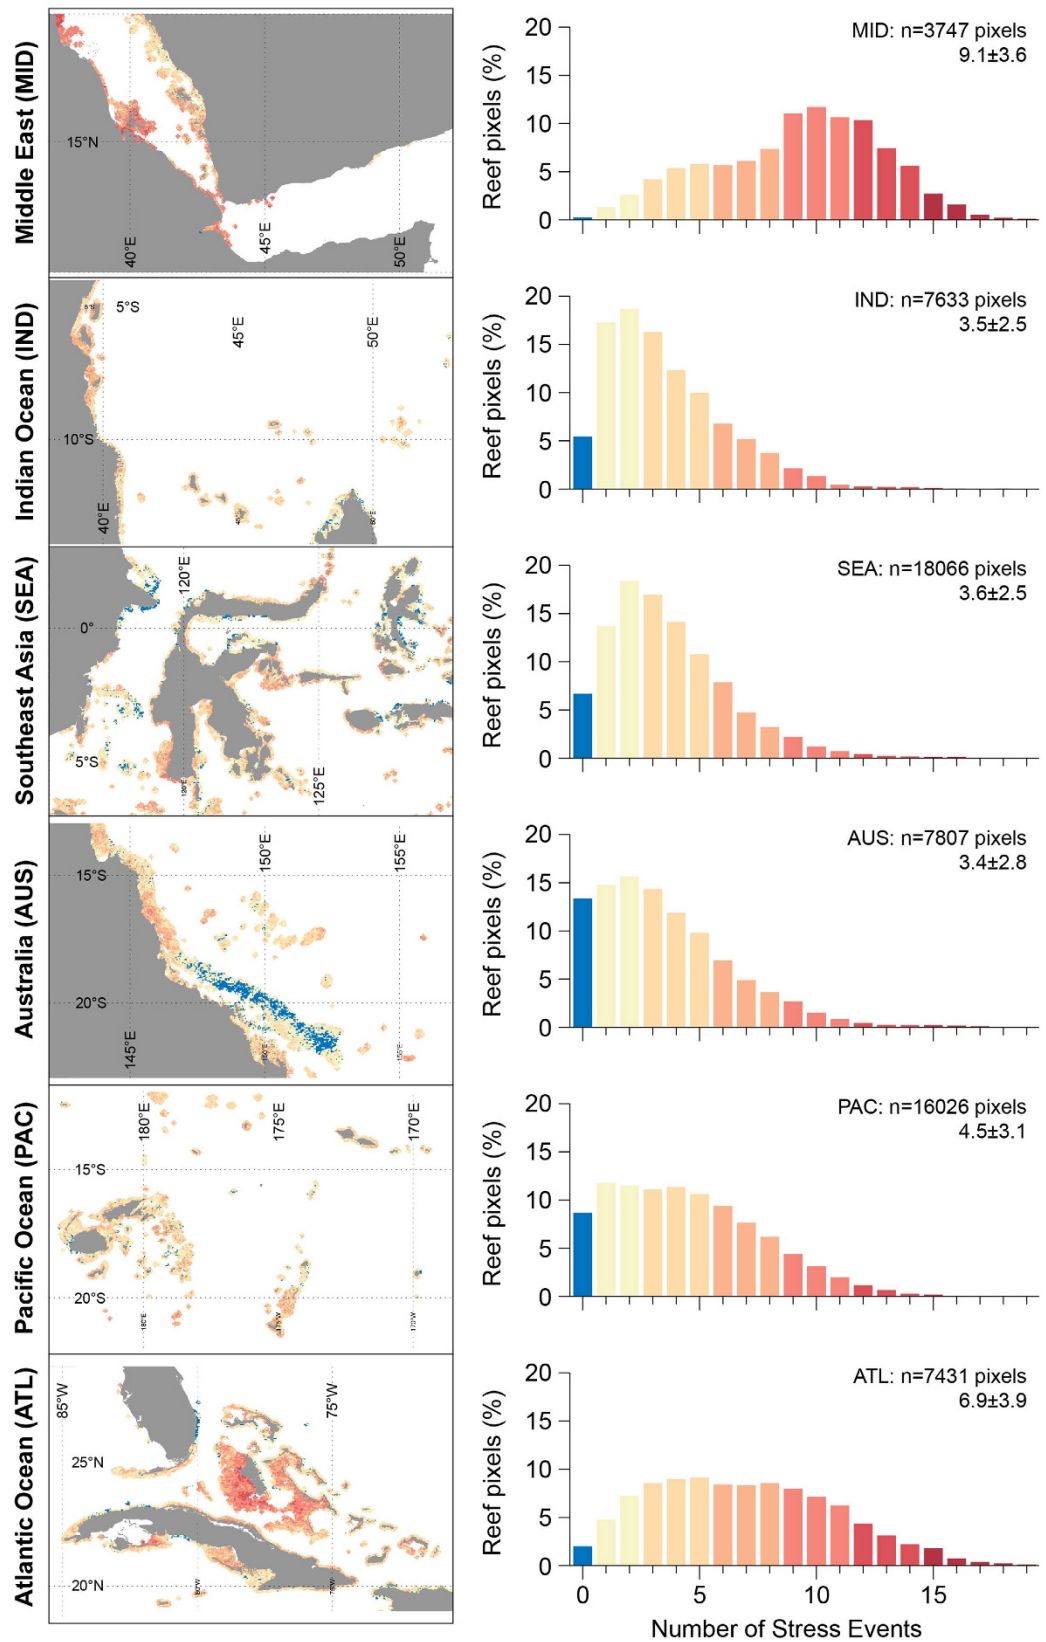 Middle East (MID)
15°N
40°E
45°E
50°E
Reef pixels (%)
20
15
10
5
0
MID: n=3747 pixels
9.1±3.6
Indian Ocean (IND)
5°S
45°E
50°E
10°S
40°E
Reef pixels (%)
20
15
10
5
0
IND: n=7633 pixels
3.5±2.5
Southeast Asia (SEA)
120°E
0°
5°S
120°E
125°E
Reef pixels (%)
20
15
10
5
0
SEA: n=18066 pixels
3.6±2.5
Australia (AUS)
150°E
155°E
15°S
20°S
145°E
Reef pixels (%)
20
15
10
5
0
AUS: n=7807 pixels
3.4±2.8
Pacific Ocean (PAC)
180°E
175°E
170°E
15°S
20°S
180°E
175°W
170°W
Reef pixels (%)
20
15
10
5
0
PAC: n=16026 pixels
4.5±3.1
Atlantic Ocean (ATL)
85°W
75°W
25°N
20°N
80°W
Reef pixels (%)
20
15
10
5
0
ATL: n=7431 pixels
6.9±3.9
0 5 10 15
Number of Stress Events